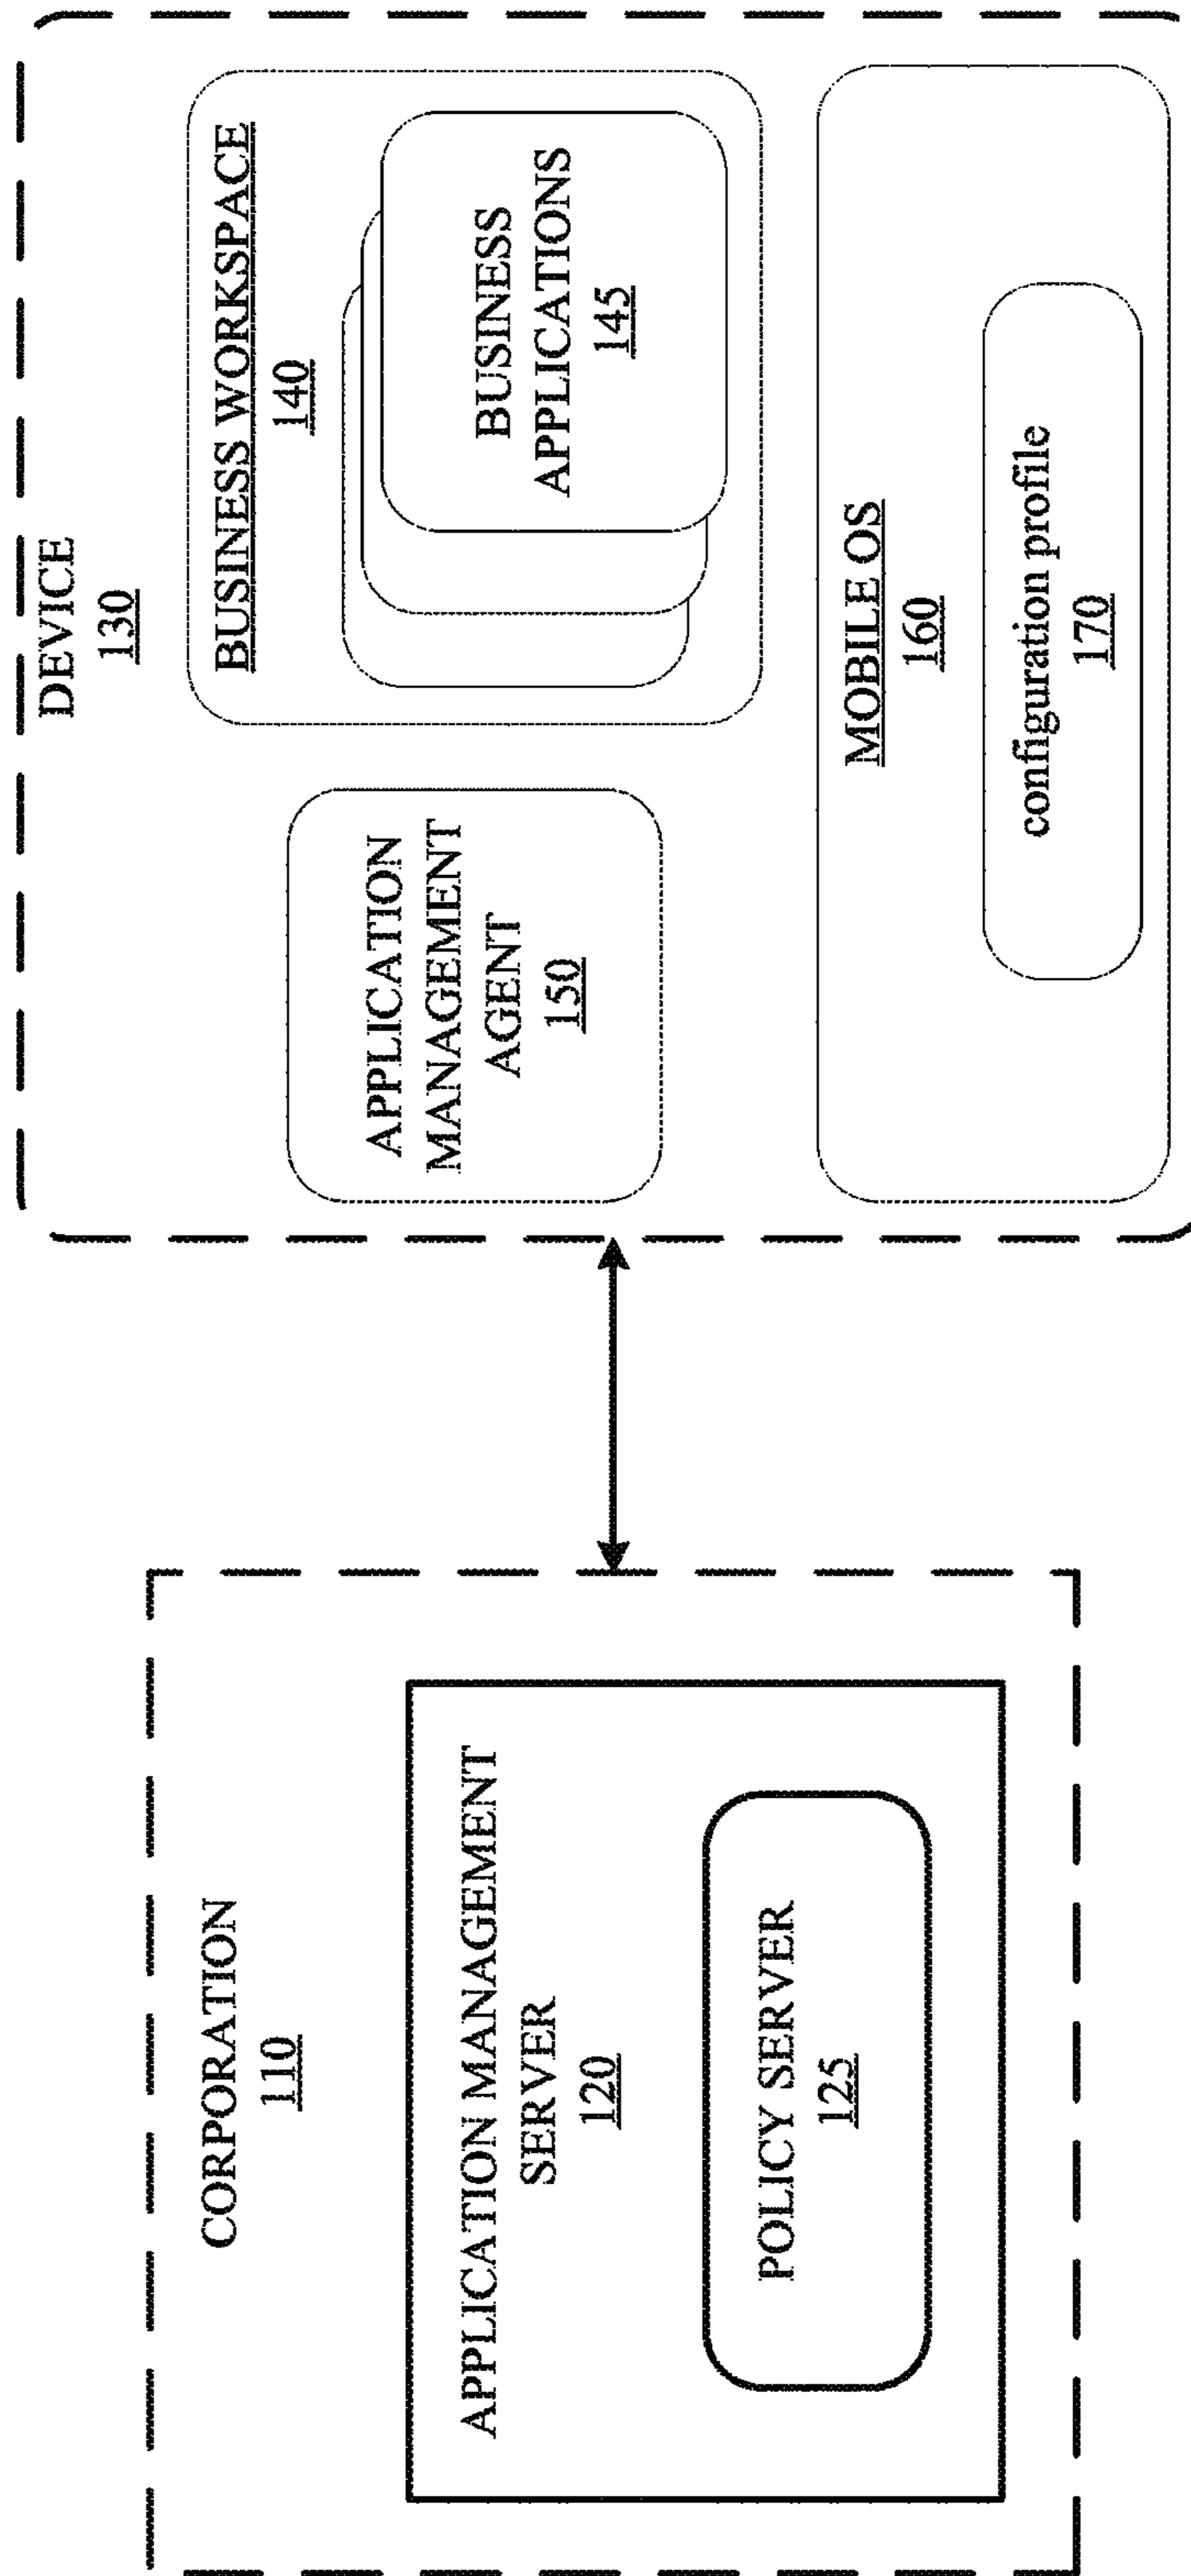 CORPORATION
110
APPLICATION MANAGEMENT
SERVER
120
POLICY SERVER
125
DEVICE
130
APPLICATION
MANAGEMENT
AGENT
150
BUSINESS WORKSPACE
140
BUSINESS
APPLICATIONS
145
MOBILE OS
160
configuration profile
170